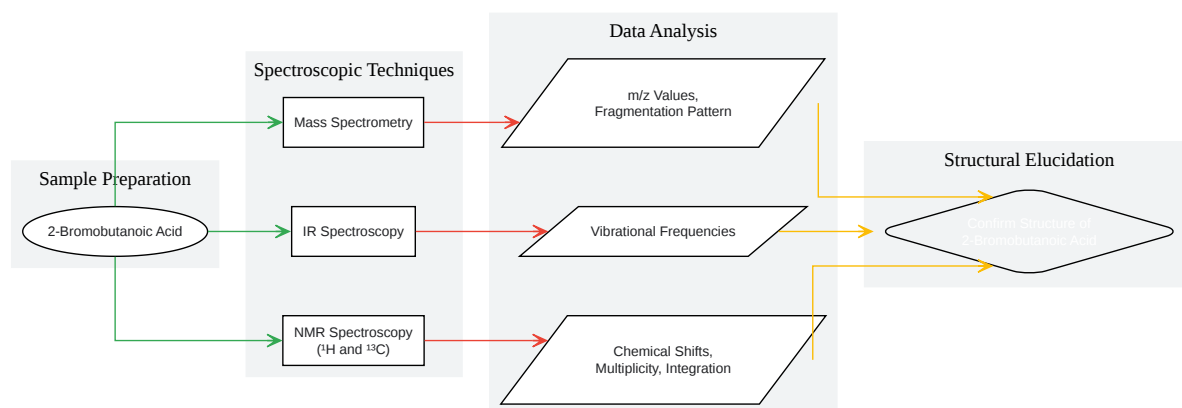 Sample Preparation
2-Bromobutanoic Acid
Spectroscopic Techniques
Mass Spectrometry
IR Spectroscopy
NMR Spectroscopy
(¹H and ¹³C)
Data Analysis
m/z Values,
Fragmentation Pattern
Vibrational Frequencies
Chemical Shifts,
Multiplicity, Integration
Structural Elucidation
Confirm Structure of
2-Bromobutanoic Acid